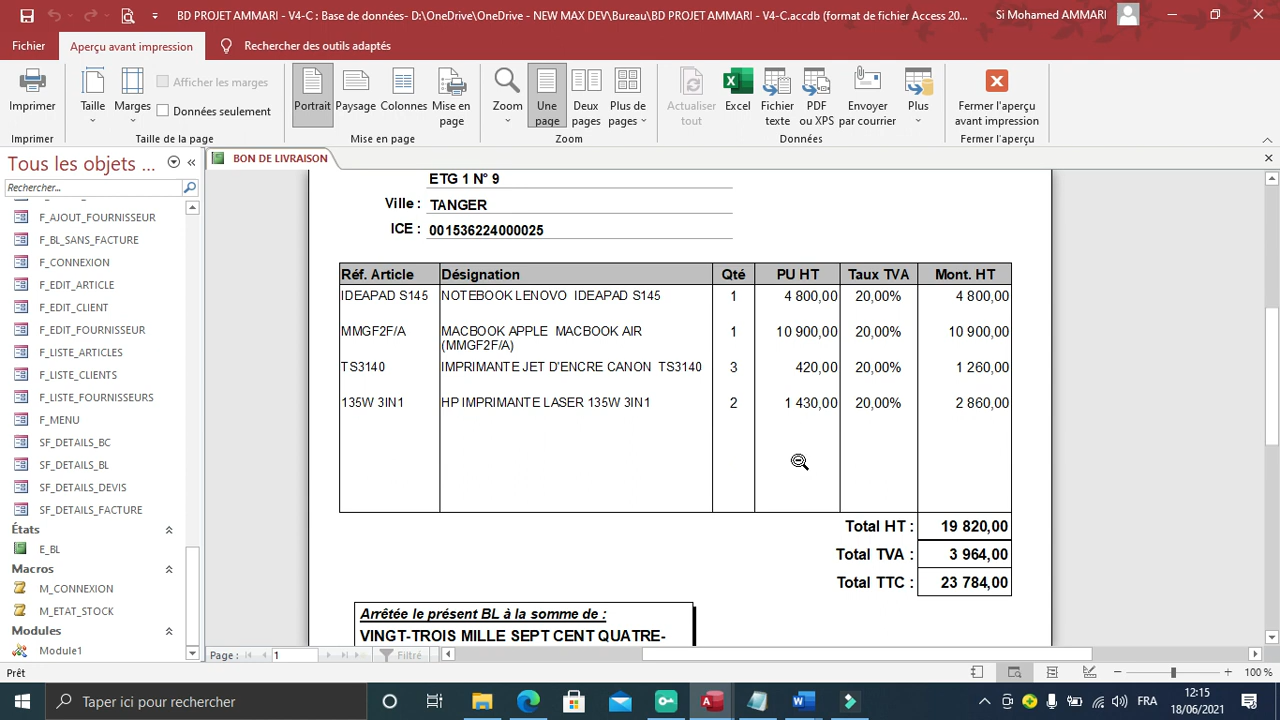 BD PROJET AMMARI - V4-C : Base de données- D:\OneDrive\OneDrive - NEW MAX DEV\Bureau\BD PROJET AMMARI - V4-C.accdb (format de fichier Access 20...
Si Mohamed AMMARI
Fichier
Aperçu avant impression
Rechercher des outils adaptés
Imprimer
Taille
Marges
Afficher les marges
Données seulement
Portrait
Paysage
Colonnes
Mise en page
Zoom
Une page
Deux pages
Plus de pages
Actualiser tout
Excel
Fichier texte
PDF ou XPS
Envoyer par courrier
Plus
Fermer l'aperçu avant impression
Imprimer
Taille de la page
Mise en page
Zoom
Données
Fermer l'aperçu
Tous les objets ...
Rechercher...
F_AJOUT_FOURNISSEUR
F_BL_SANS_FACTURE
F_CONNEXION
F_EDIT_ARTICLE
F_EDIT_CLIENT
F_EDIT_FOURNISSEUR
F_LISTE_ARTICLES
F_LISTE_CLIENTS
F_LISTE_FOURNISSEURS
F_MENU
SF_DETAILS_BC
SF_DETAILS_BL
SF_DETAILS_DEVIS
SF_DETAILS_FACTURE
États
E_BL
Macros
M_CONNEXION
M_ETAT_STOCK
Modules
Module1
BON DE LIVRAISON
ETG 1 N° 9
Ville : TANGER
ICE : 001536224000025
Réf. Article Désignation Qté PU HT Taux TVA Mont. HT
IDEAPAD S145 NOTEBOOK LENOVO IDEAPAD S145 1 4 800,00 20,00% 4 800,00
MMGF2F/A MACBOOK APPLE MACBOOK AIR 1 10 900,00 20,00% 10 900,00
(MMGF2F/A)
TS3140 IMPRIMANTE JET D'ENCRE CANON TS3140 3 420,00 20,00% 1 260,00
135W 3IN1 HP IMPRIMANTE LASER 135W 3IN1 2 1 430,00 20,00% 2 860,00
Total HT : 19 820,00
Total TVA : 3 964,00
Total TTC : 23 784,00
Arrêtée le présent BL à la somme de :
VINGT-TROIS MILLE SEPT CENT QUATRE-
Page : 1
Filtré
Prêt
100 %
Taper ici pour rechercher
FRA
12:15
18/06/2021